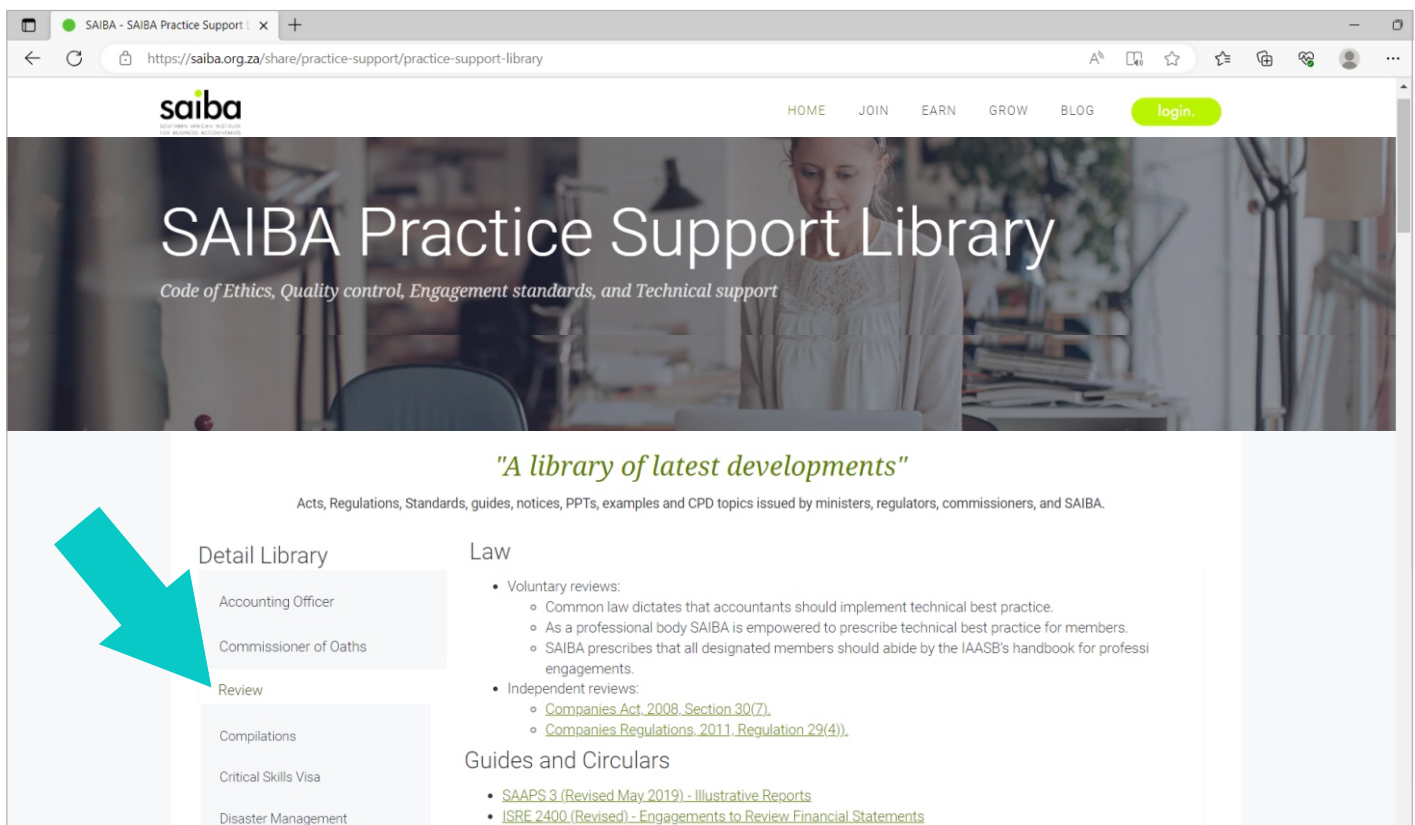 SAIBA - SAIBA Practice Support L
https://saiba.org.za/share/practice-support/practice-support-library
saiba
SOUTHERN AFRICAN INSTITUTE
FOR BUSINESS ACCOUNTANTS
HOME JOIN EARN GROW BLOG login.
SAIBA Practice Support Library
Code of Ethics, Quality control, Engagement standards, and Technical support
"A library of latest developments"
Acts, Regulations, Standards, guides, notices, PPTs, examples and CPD topics issued by ministers, regulators, commissioners, and SAIBA.
Detail Library
Accounting Officer
Commissioner of Oaths
Review
Compilations
Critical Skills Visa
Disaster Management
Law
• Voluntary reviews:
Common law dictates that accountants should implement technical best practice.
As a professional body SAIBA is empowered to prescribe technical best practice for members.
SAIBA prescribes that all designated members should abide by the IAASB's handbook for professi
engagements.
• Independent reviews:
Companies Act, 2008, Section 30(7).
Companies Regulations, 2011, Regulation 29(4)).
Guides and Circulars
• SAAPS 3 (Revised May 2019) - Illustrative Reports
• ISRE 2400 (Revised) - Engagements to Review Financial Statements